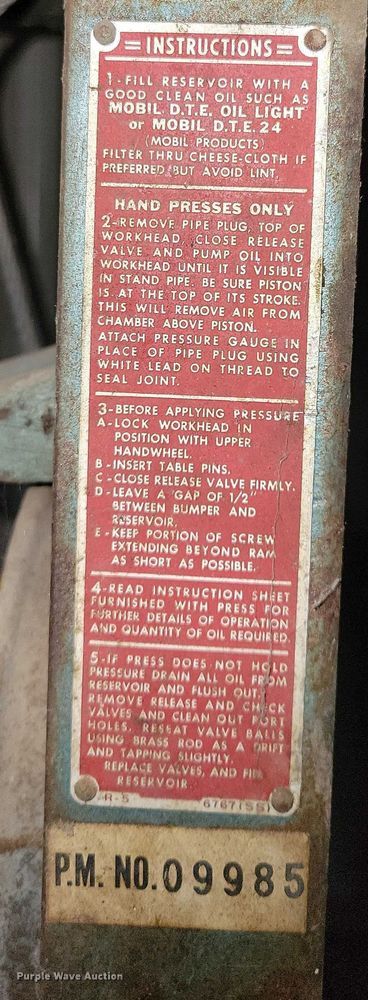 = INSTRUCTIONS =
1-FILL RESERVOIR WITH A
GOOD CLEAN OIL SUCH AS
MOBIL D.T.E. OIL LIGHT
or MOBIL D.T.E. 24
(MOBIL PRODUCTS)
FILTER THRU CHEESE-CLOTH IF
PREFERRED BUT AVOID LINT.
HAND PRESSES ONLY
2-REMOVE PIPE PLUG, TOP OF
WORKHEAD, CLOSE RELEASE
VALVE AND PUMP OIL INTO
WORKHEAD UNTIL IT IS VISIBLE
IN STAND PIPE. BE SURE PISTON
IS AT THE TOP OF ITS STROKE.
THIS WILL REMOVE AIR FROM
CHAMBER ABOVE PISTON.
ATTACH PRESSURE GAUGE IN
PLACE OF PIPE PLUG USING
WHITE LEAD ON THREAD TO
SEAL JOINT.
3-BEFORE APPLYING PRESSURE
A-LOCK WORKHEAD IN
POSITION WITH UPPER
HANDWHEEL.
B-INSERT TABLE PINS.
C-CLOSE RELEASE VALVE FIRMLY.
D-LEAVE A GAP OF 1/2"
BETWEEN BUMPER AND
RESERVOIR.
E-KEEP PORTION OF SCREW
EXTENDING BEYOND RAM
AS SHORT AS POSSIBLE.
4-READ INSTRUCTION SHEET
FURNISHED WITH PRESS FOR
FURTHER DETAILS OF OPERATION
AND QUANTITY OF OIL REQUIRED.
5-IF PRESS DOES NOT HOLD
PRESSURE DRAIN ALL OIL FROM
RESERVOIR AND FLUSH OUT.
REMOVE RELEASE AND CHECK
VALVES AND CLEAN OUT PORT
HOLES. RESEAT VALVE BALLS
USING BRASS ROD AS A DRIFT
AND TAPPING SLIGHTLY.
REPLACE VALVES, AND FILL
RESERVOIR.
R-5 6767(SS)
P.M. NO. 09985
Purple Wave Auction